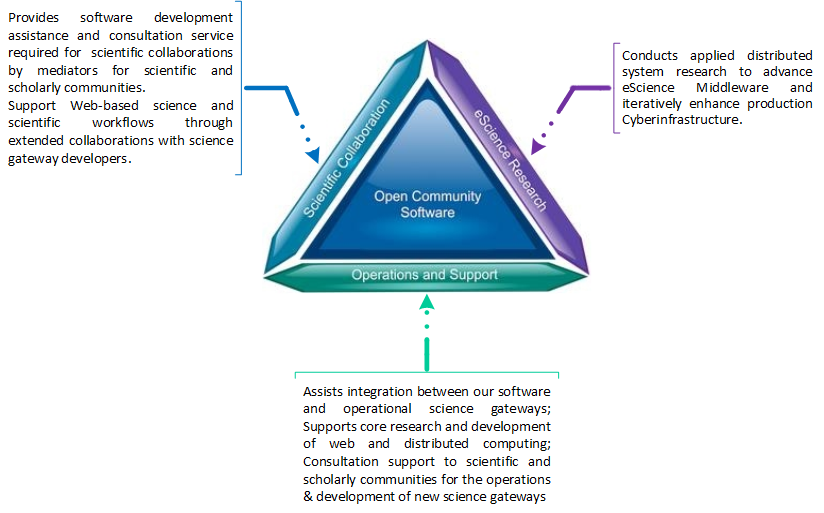 Provides software development
assistance and consultation service
required for scientific collaborations
by mediators for scientific and
scholarly communities.
Support Web-based science and
scientific workflows through
extended collaborations with science
gateway developers.
Conducts applied distributed
system research to advance
eScience Middleware and
iteratively enhance production
Cyberinfrastructure.
Scientific Collaboration
eScience Research
Open Community
Software
Operations and Support
Assists integration between our software
and operational science gateways;
Supports core research and development
of web and distributed computing;
Consultation support to scientific and
scholarly communities for the operations
& development of new science gateways